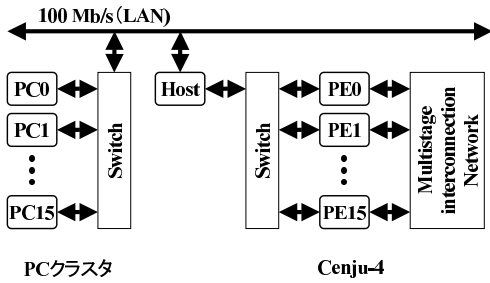 100 Mb/s（LAN）
PC0
PC1
PC15
Switch
Host
Switch
PE0
PE1
PE15
Multistage
interconnection
Network
PCクラスタ
Cenju-4